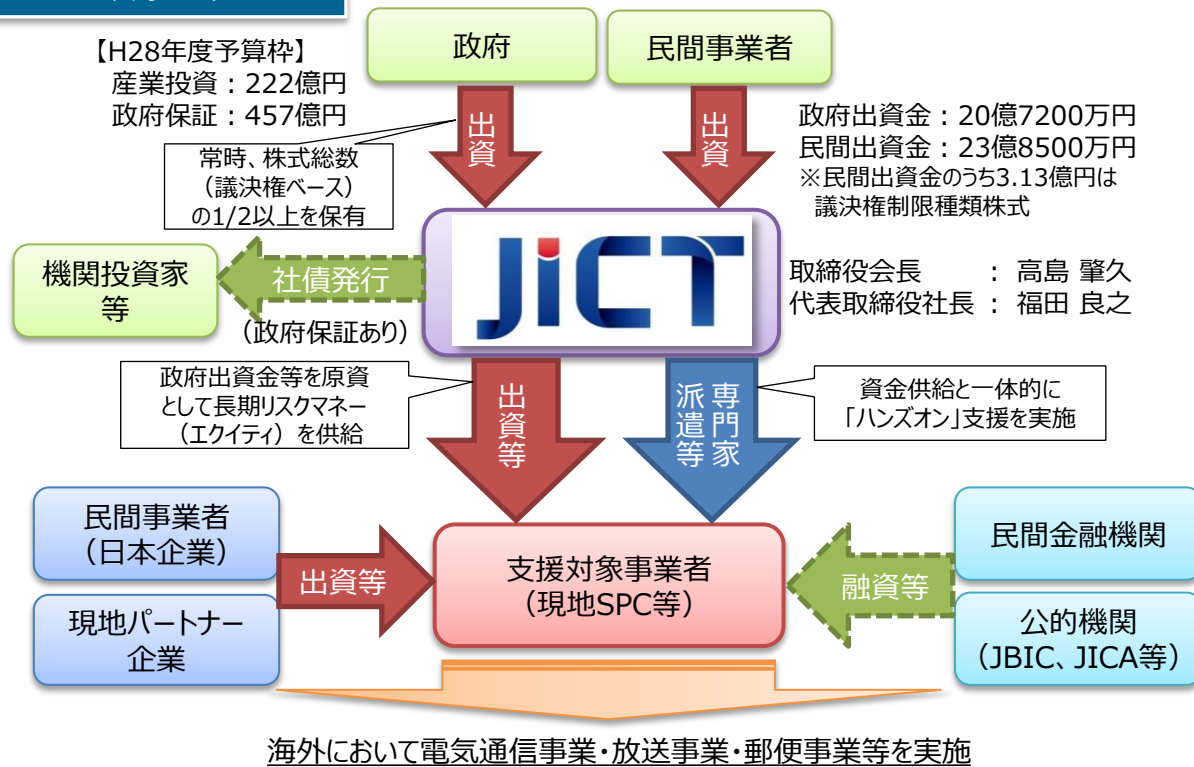 【H28年度予算枠】
産業投資：222億円
政府保証：457億円
政府
民間事業者
出資
出資
常時、株式総数
（議決権ベース）
の1/2以上を保有
政府出資金：20億7200万円
民間出資金：23億8500万円
※民間出資金のうち3.13億円は
議決権制限種類株式
機関投資家
等
社債発行
（政府保証あり）
JiCT
取締役会長 ： 高島 肇久
代表取締役社長 ： 福田 良之
政府出資金等を原資
として長期リスクマネー
（エクイティ）を供給
出資等
専門家
派遣等
資金供給と一体的に
「ハンズオン」支援を実施
民間事業者
（日本企業）
現地パートナー
企業
出資等
支援対象事業者
（現地SPC等）
融資等
民間金融機関
公的機関
（JBIC、JICA等）
海外において電気通信事業・放送事業・郵便事業等を実施